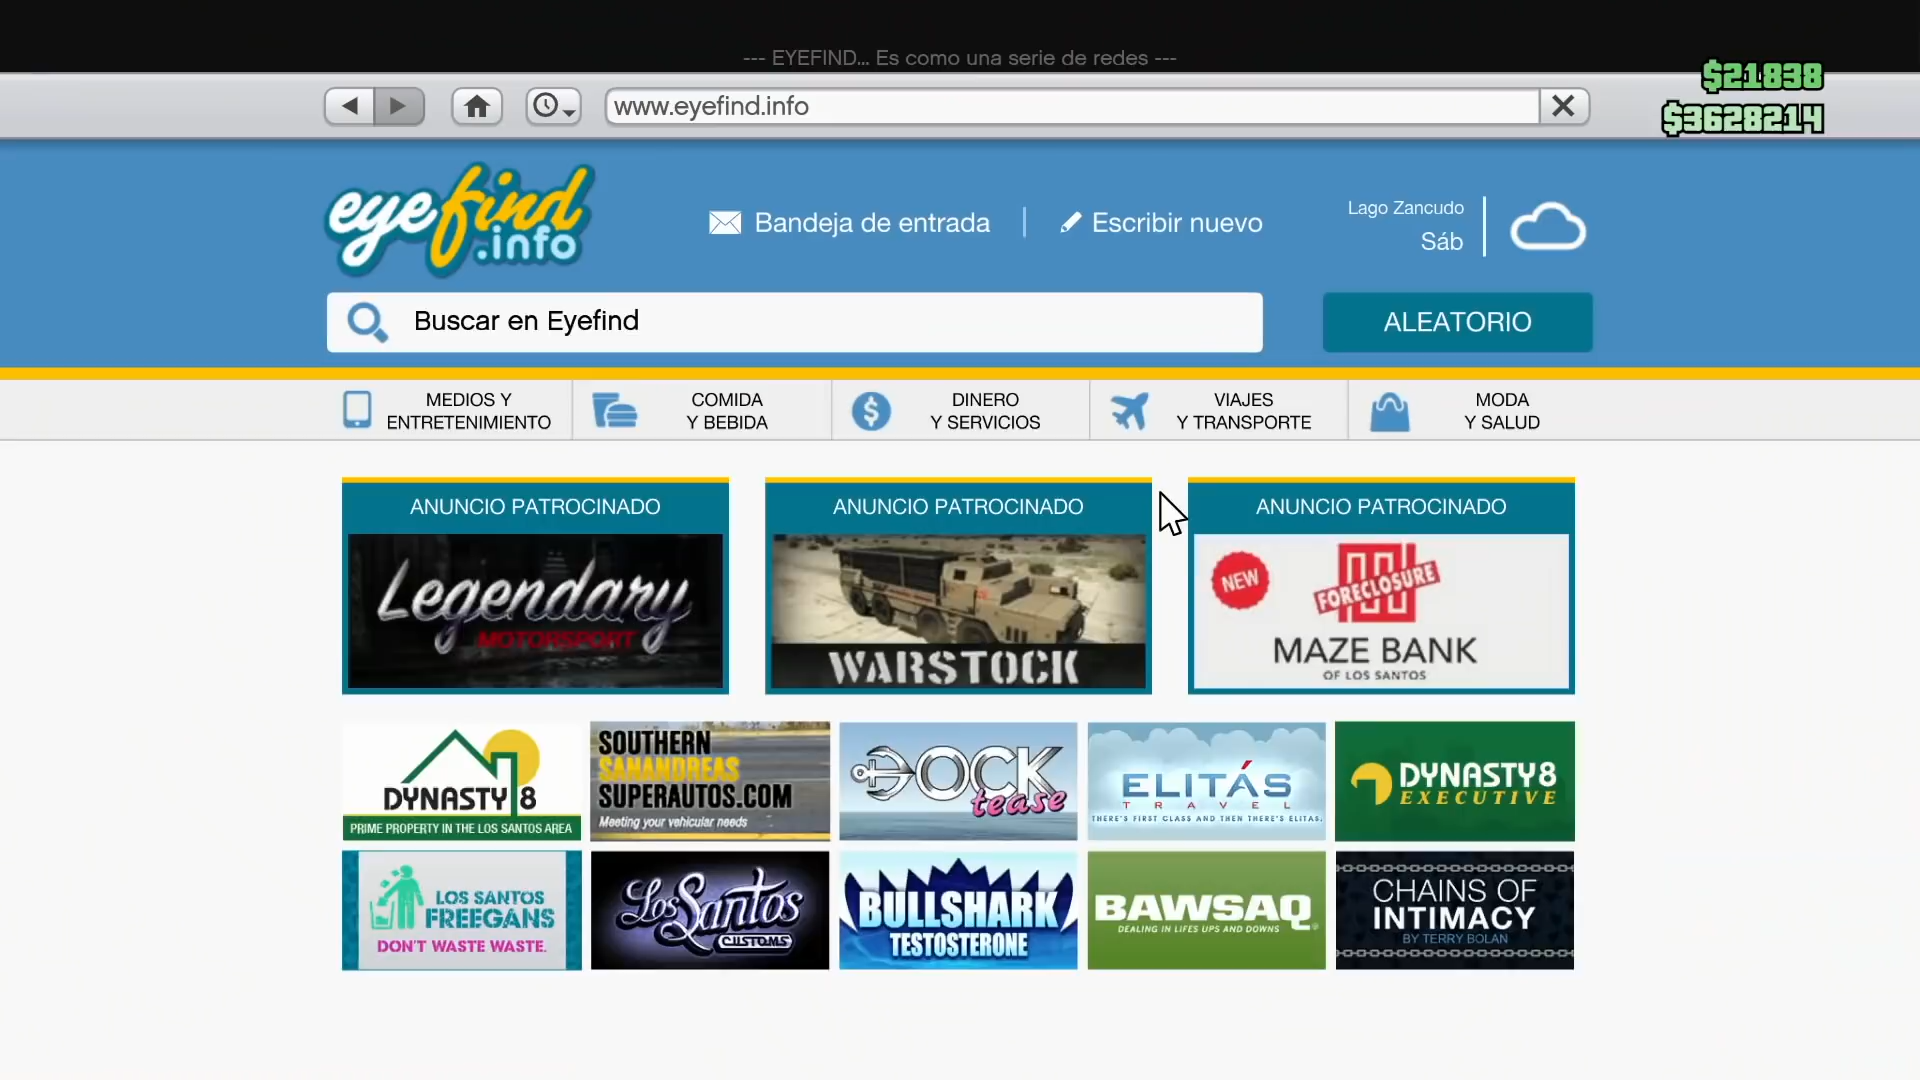 --- EYEFIND... Es como una serie de redes ---
www.eyefind.info
$21838
$3628214
eyefind
.info
Bandeja de entrada
Escribir nuevo
Lago Zancudo
Sáb
Buscar en Eyefind
ALEATORIO
MEDIOS Y
ENTRETENIMIENTO
COMIDA
Y BEBIDA
DINERO
Y SERVICIOS
VIAJES
Y TRANSPORTE
MODA
Y SALUD
ANUNCIO PATROCINADO
Legendary
MOTORSPORT
ANUNCIO PATROCINADO
WARSTOCK
ANUNCIO PATROCINADO
NEW
FORECLOSURE
MAZE BANK
OF LOS SANTOS
DYNASTY 8
PRIME PROPERTY IN THE LOS SANTOS AREA
SOUTHERN
SANANDREAS
SUPERAUTOS.COM
Meeting your vehicular needs
DOCK
tease
ELITÁS
TRAVEL
THERE'S FIRST CLASS AND THEN THERE'S ELITAS.
DYNASTY 8
EXECUTIVE
LOS SANTOS
FREEGANS
DON'T WASTE WASTE.
Los Santos
CUSTOMS
BULLSHARK
TESTOSTERONE
BAWSAQ
DEALING IN LIFES UPS AND DOWNS
CHAINS OF
INTIMACY
BY TERRY BOLAN